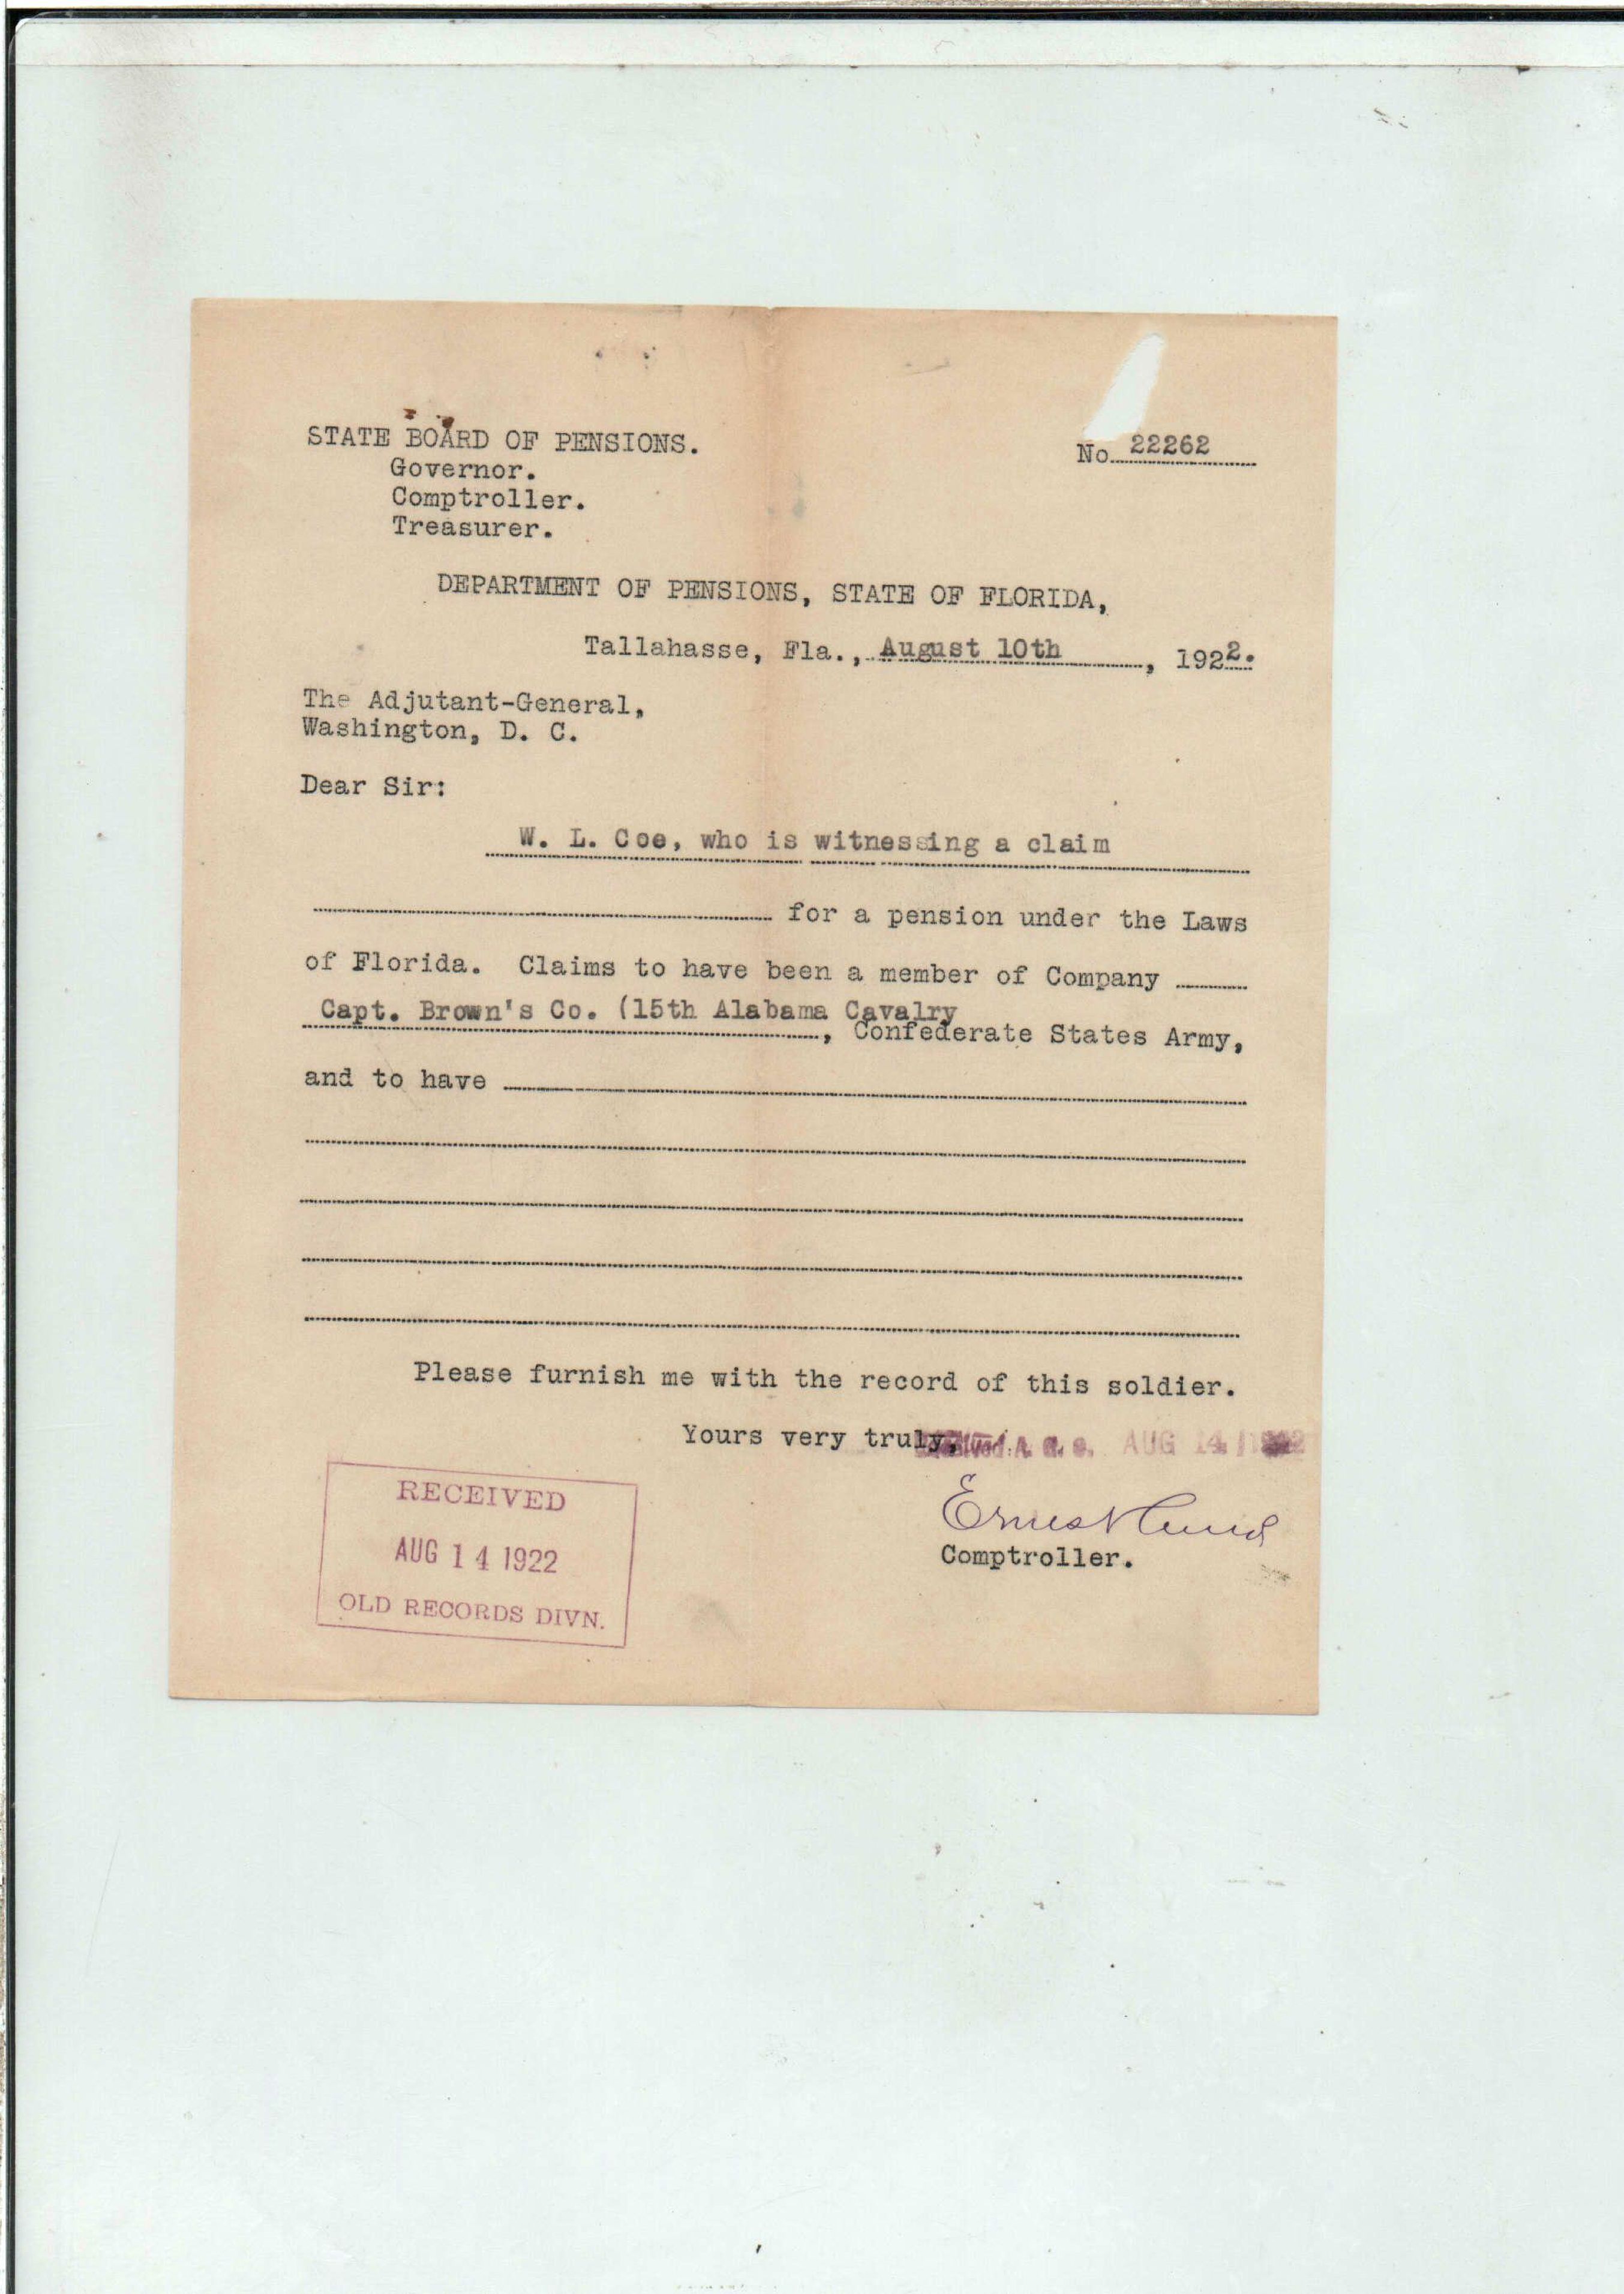 STATE BOARD OF PENSIONS.
Governor.
Comptroller.
Treasurer.
No. 22262
DEPARTMENT OF PENSIONS, STATE OF FLORIDA,
Tallahasse, Fla., August 10th, 1922.
The Adjutant-General,
Washington, D. C.
Dear Sir:
W. L. Coe, who is witnessing a claim
for a pension under the Laws
of Florida. Claims to have been a member of Company
Capt. Brown's Co. (15th Alabama Cavalry
, Confederate States Army,
and to have
Please furnish me with the record of this soldier.
Yours very truly,
Received A. G. O. AUG 14 1922
Ernest
Comptroller.
RECEIVED
AUG 14 1922
OLD RECORDS DIVN.